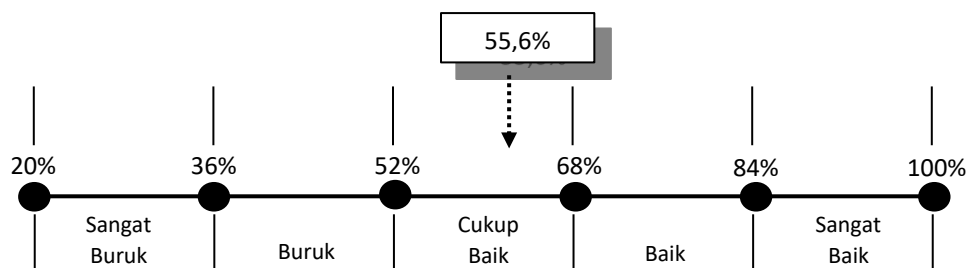 55,6%
20%
36%
52%
68%
84%
100%
Sangat
Buruk
Buruk
Cukup
Baik
Baik
Sangat
Baik